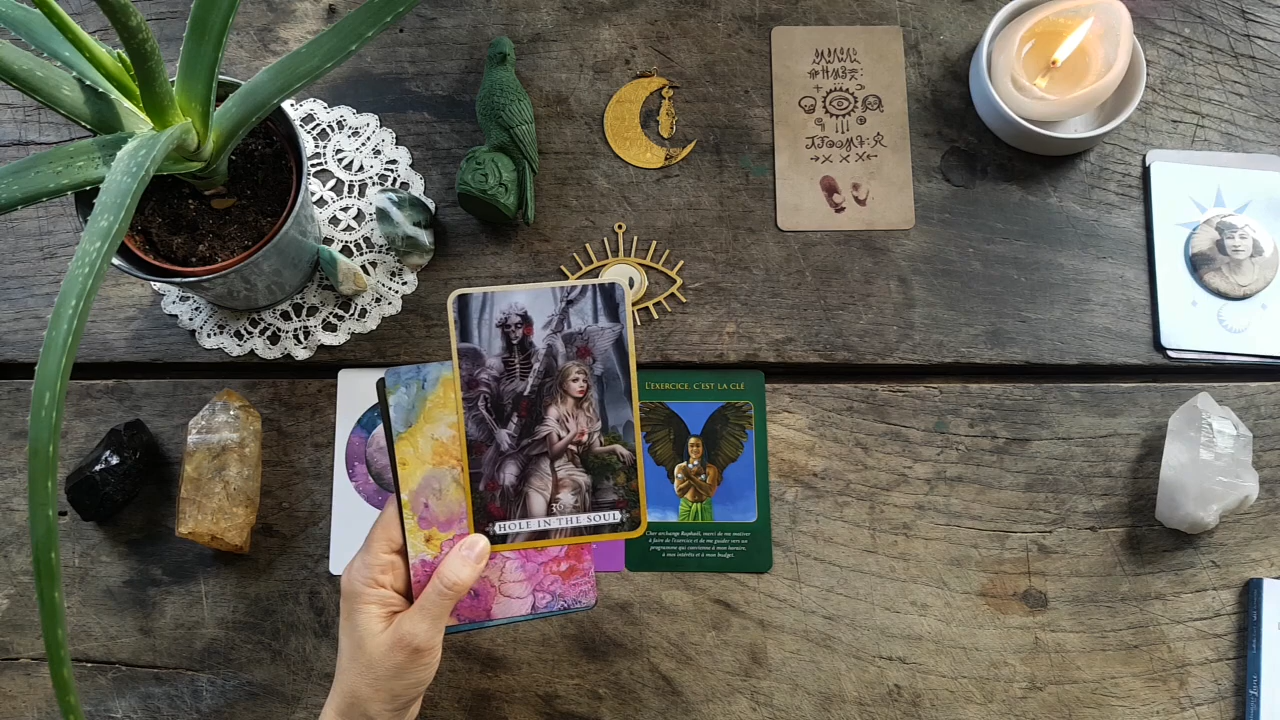 L'EXERCICE, C'EST LA CLÉ
36
HOLE IN THE SOUL
Cher archange Raphaël, merci de me motiver
à faire de l'exercice et de me guider vers un
programme qui convienne à mon horaire,
à mes intérêts et à mon budget.